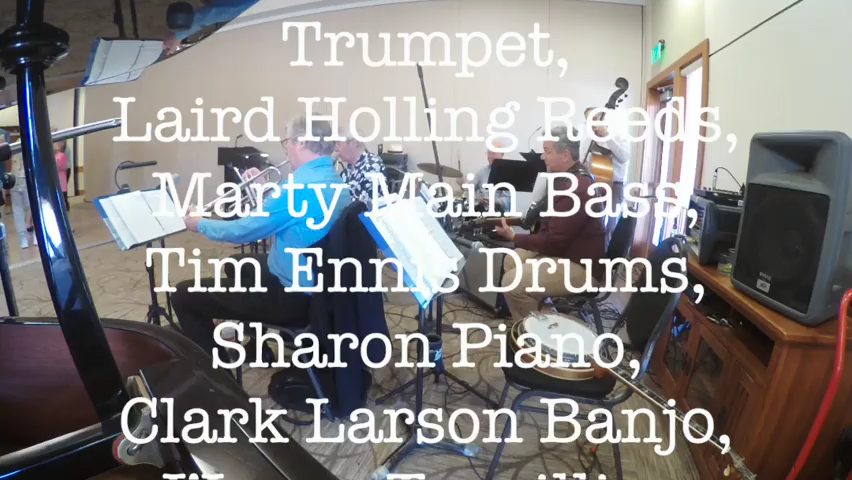 Trumpet,
Laird Holling Reeds,
Marty Main Bass,
Tim Ennis Drums,
Sharon Piano,
Clark Larson Banjo,